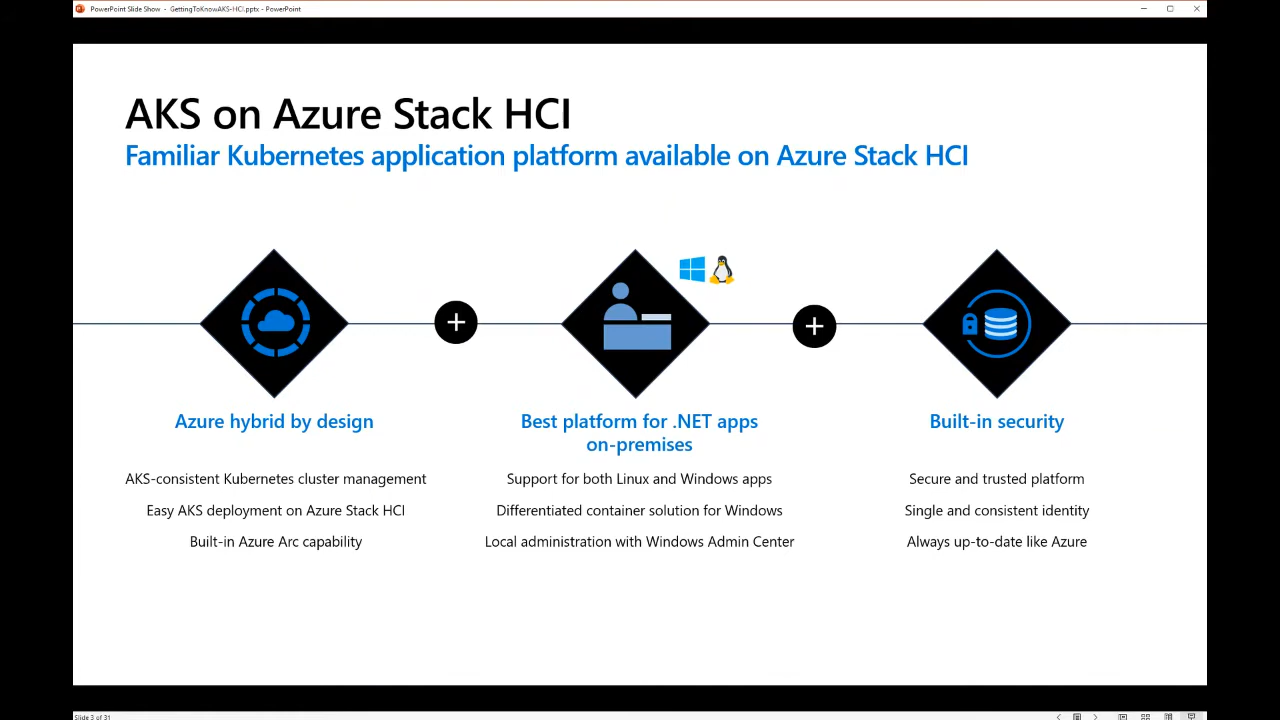 PowerPoint Slide Show - GettingToKnowAKS-HCI.pptx - PowerPoint
AKS on Azure Stack HCI
Familiar Kubernetes application platform available on Azure Stack HCI
Azure hybrid by design
AKS-consistent Kubernetes cluster management
Easy AKS deployment on Azure Stack HCI
Built-in Azure Arc capability
Best platform for .NET apps
on-premises
Support for both Linux and Windows apps
Differentiated container solution for Windows
Local administration with Windows Admin Center
Built-in security
Secure and trusted platform
Single and consistent identity
Always up-to-date like Azure
Slide 3 of 31